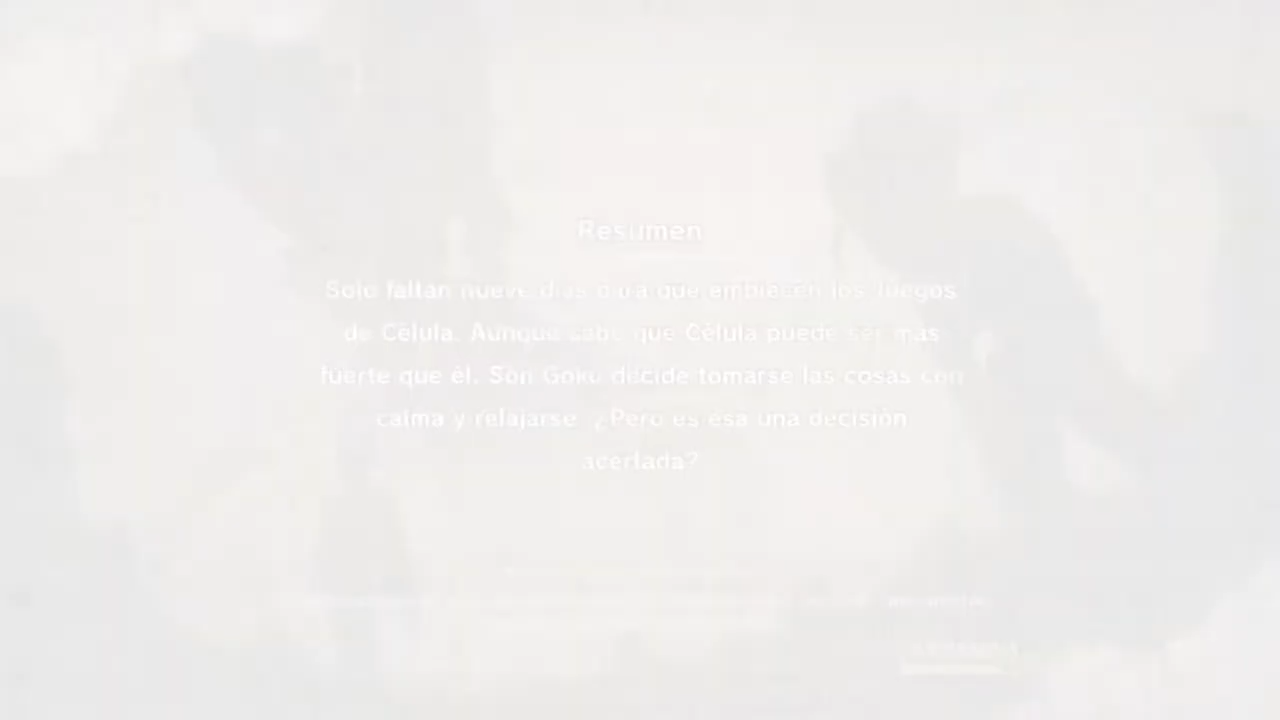 Resumen
Solo faltan nueve días para que empiecen los Juegos
de Célula. Aunque sabe que Célula puede ser más
fuerte que él, Son Goku decide tomarse las cosas con
calma y relajarse. ¿Pero es esa una decisión
acertada?